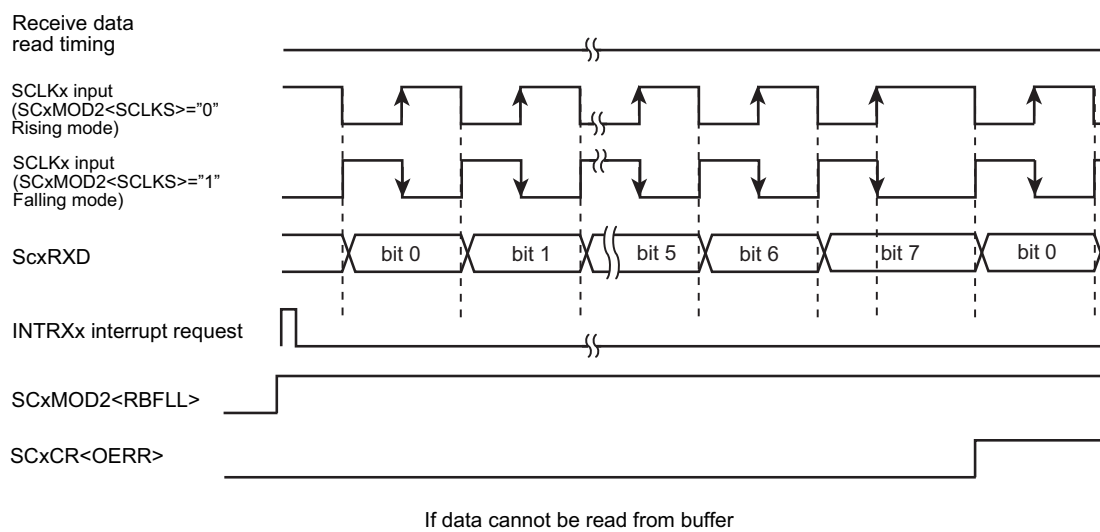 Receive data
read timing
SCLKx input
(SCxMOD2<SCLKS>=”0”
Rising mode)
SCLKx input
(SCxMOD2<SCLKS>=”1”
Falling mode)
ScxRXD
bit 0 bit 1 bit 5 bit 6 bit 7 bit 0
INTRXx interrupt request
SCxMOD2<RBFLL>
SCxCR<OERR>
If data cannot be read from buffer